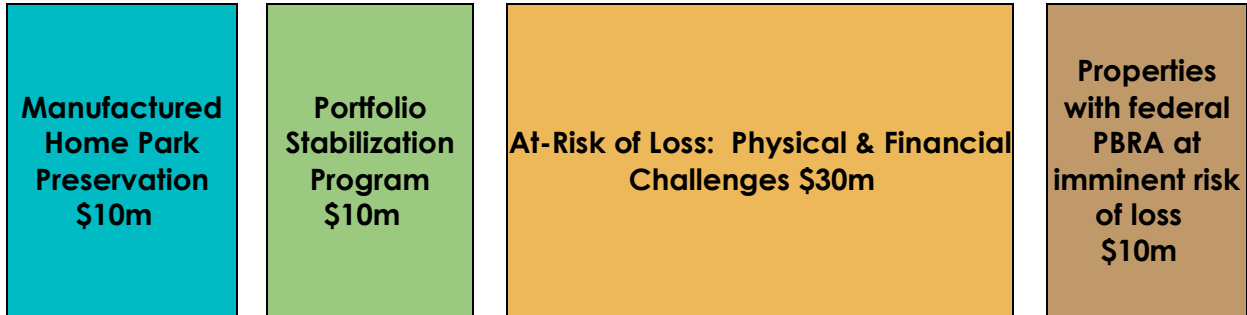 Manufactured
Home Park
Preservation
$10m
Portfolio
Stabilization
Program
$10m
At-Risk of Loss: Physical & Financial
Challenges $30m
Properties
with federal
PBRA at
imminent risk
of loss
$10m